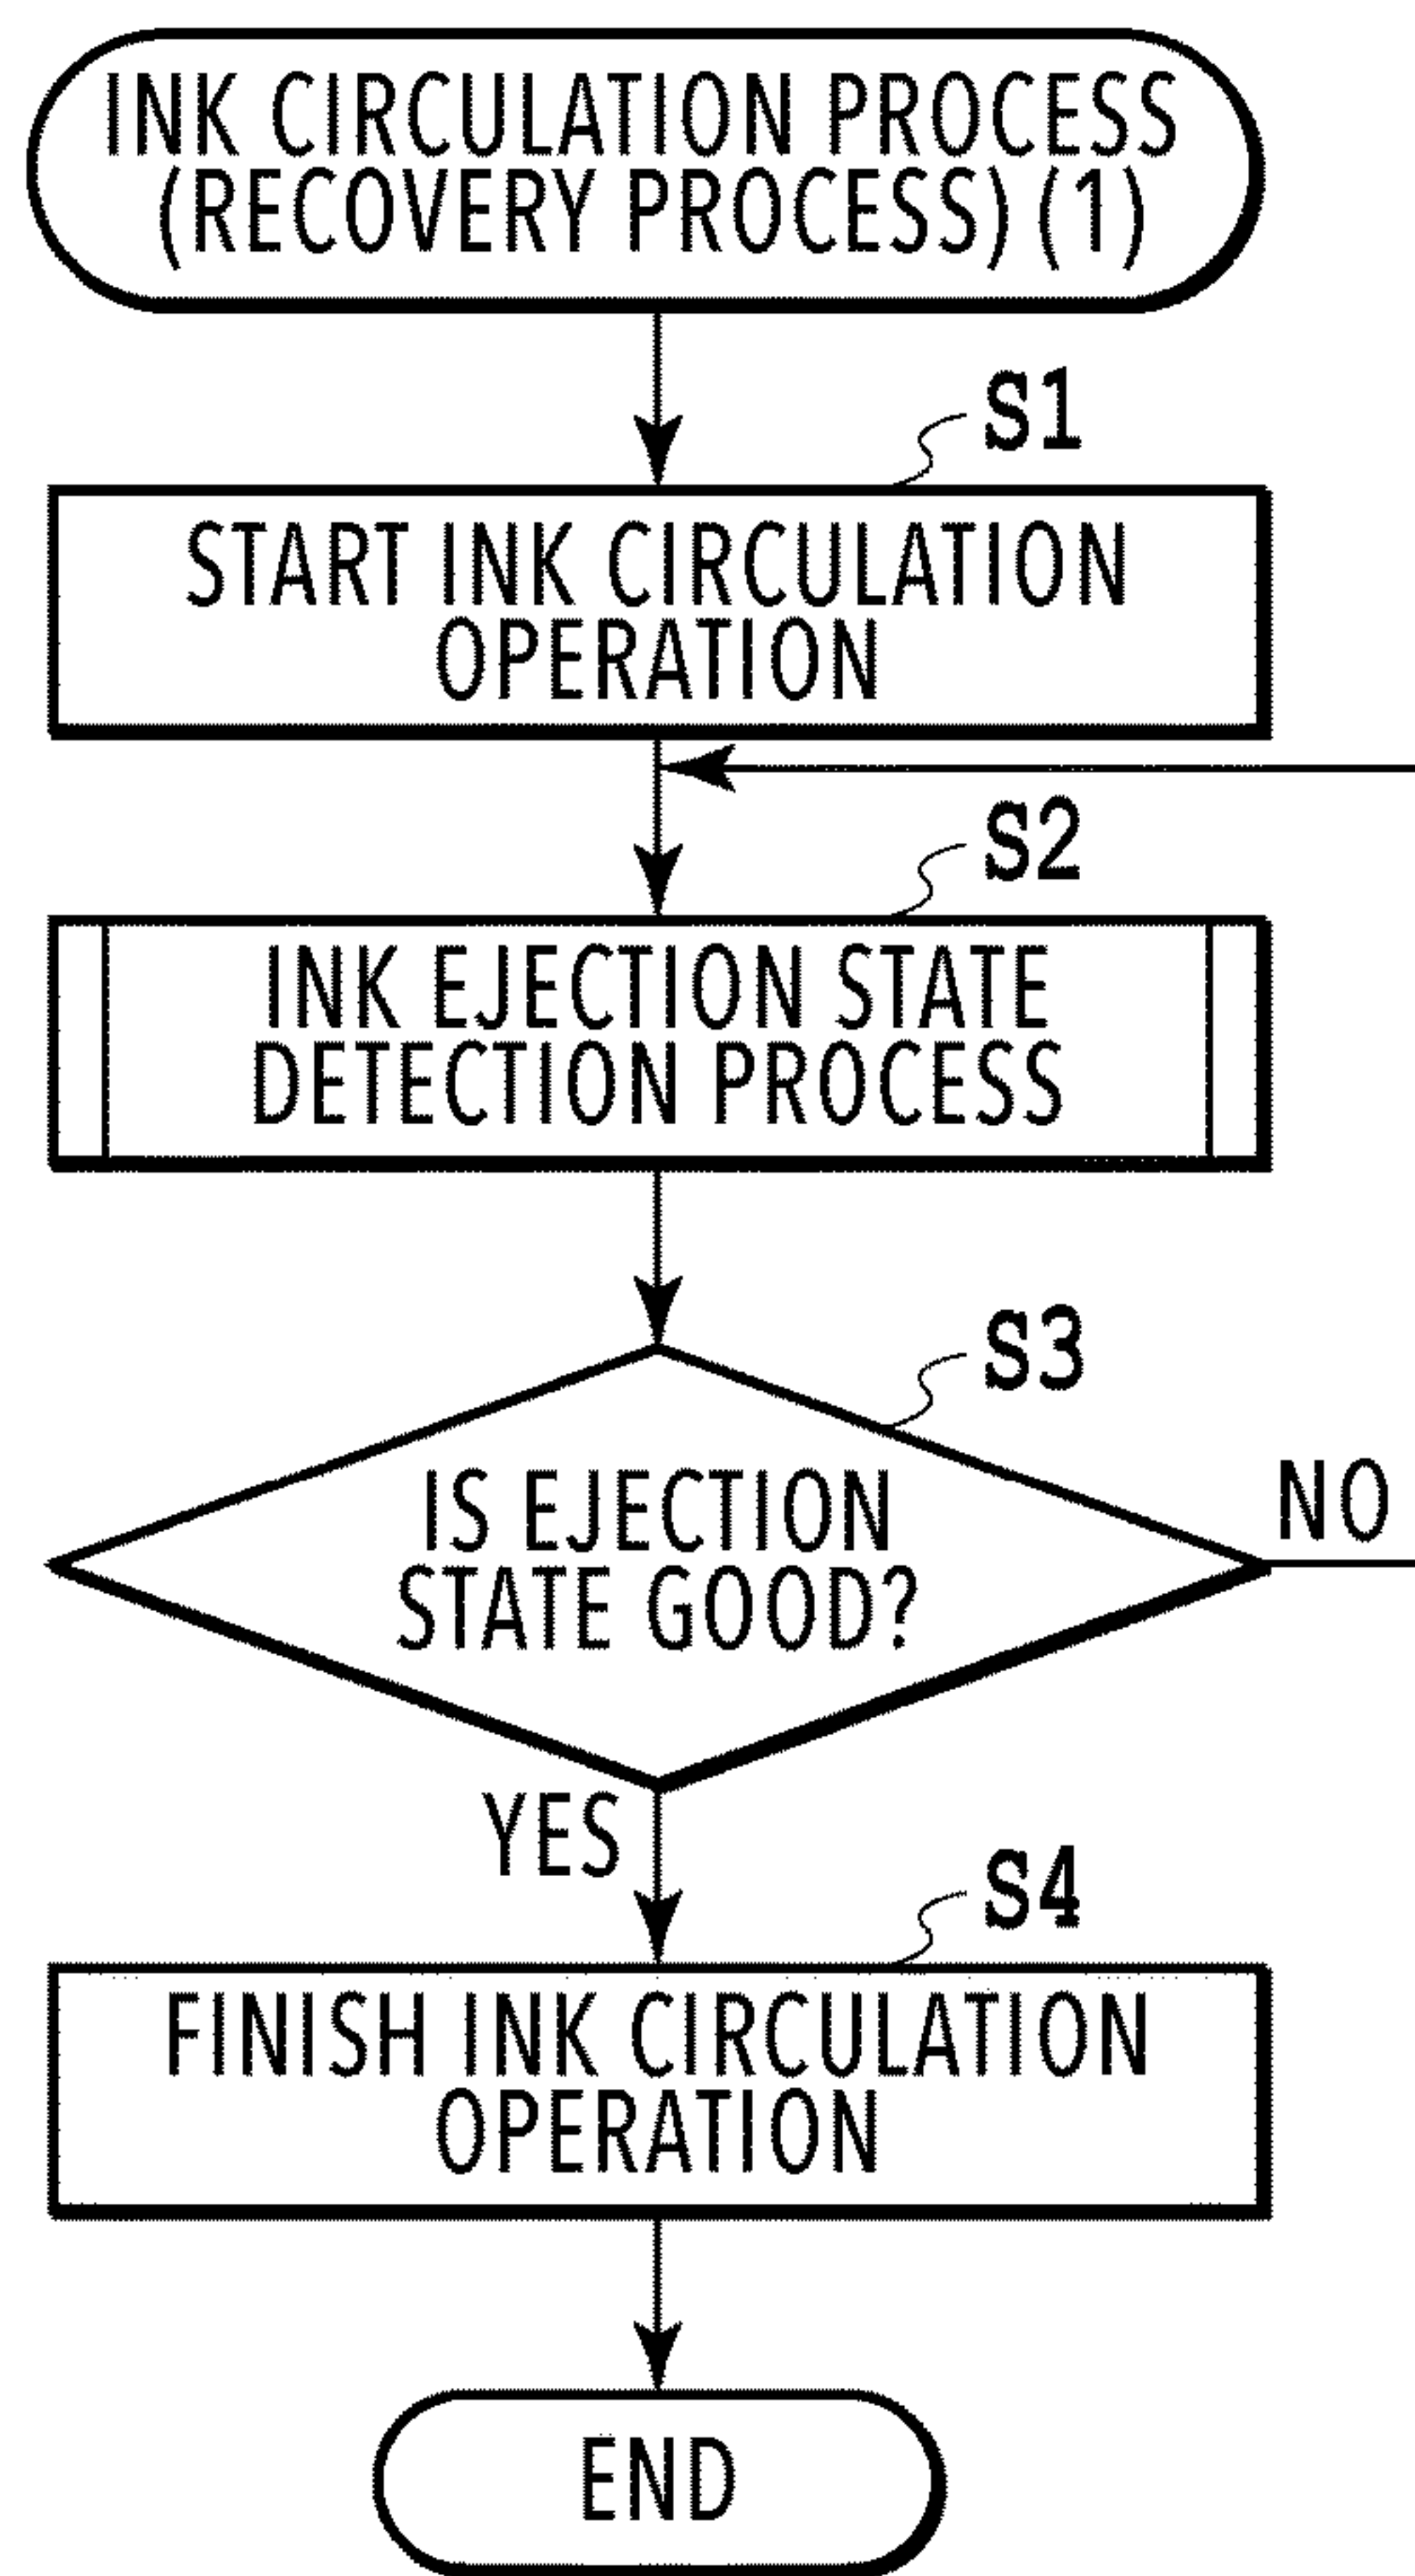 INK CIRCULATION PROCESS
(RECOVERY PROCESS) (1)
S1
START INK CIRCULATION
OPERATION
S2
INK EJECTION STATE
DETECTION PROCESS
S3
IS EJECTION
STATE GOOD?
NO
YES
S4
FINISH INK CIRCULATION
OPERATION
END